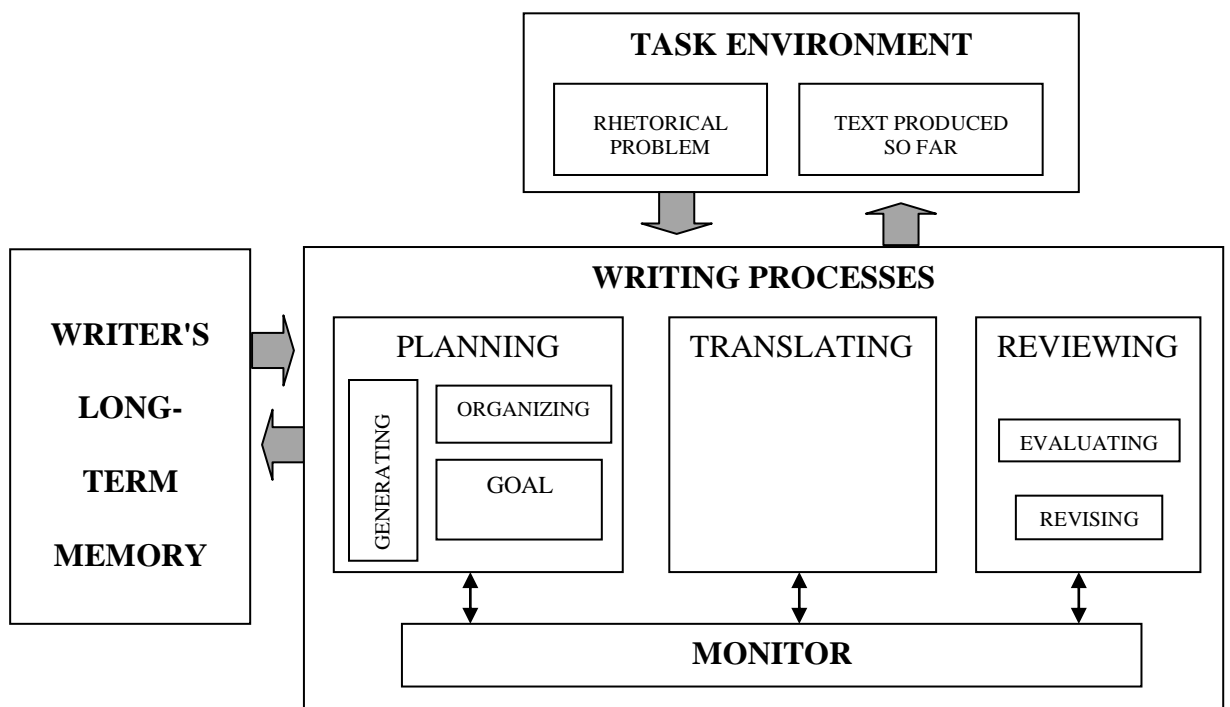 TASK ENVIRONMENT
RHETORICAL
PROBLEM
TEXT PRODUCED
SO FAR
WRITER'S
LONG-
TERM
MEMORY
WRITING PROCESSES
PLANNING
GENERATING
ORGANIZING
GOAL
TRANSLATING
REVIEWING
EVALUATING
REVISING
MONITOR